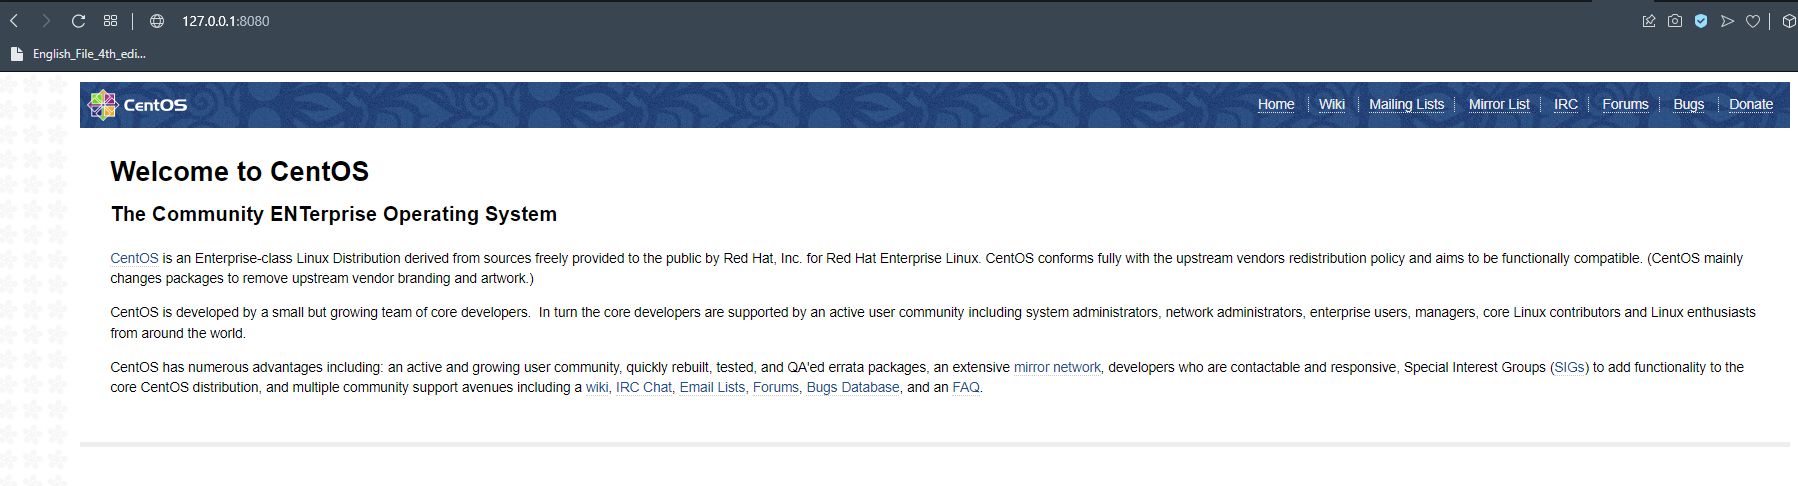 127.0.0.1:8080
English_File_4th_edi...
CentOS
Home Wiki Mailing Lists Mirror List IRC Forums Bugs Donate
Welcome to CentOS
The Community ENTerprise Operating System
CentOS is an Enterprise-class Linux Distribution derived from sources freely provided to the public by Red Hat, Inc. for Red Hat Enterprise Linux. CentOS conforms fully with the upstream vendors redistribution policy and aims to be functionally compatible. (CentOS mainly
changes packages to remove upstream vendor branding and artwork.)
CentOS is developed by a small but growing team of core developers.  In turn the core developers are supported by an active user community including system administrators, network administrators, enterprise users, managers, core Linux contributors and Linux enthusiasts
from around the world.
CentOS has numerous advantages including: an active and growing user community, quickly rebuilt, tested, and QA'ed errata packages, an extensive mirror network, developers who are contactable and responsive, Special Interest Groups (SIGs) to add functionality to the
core CentOS distribution, and multiple community support avenues including a wiki, IRC Chat, Email Lists, Forums, Bugs Database, and an FAQ.